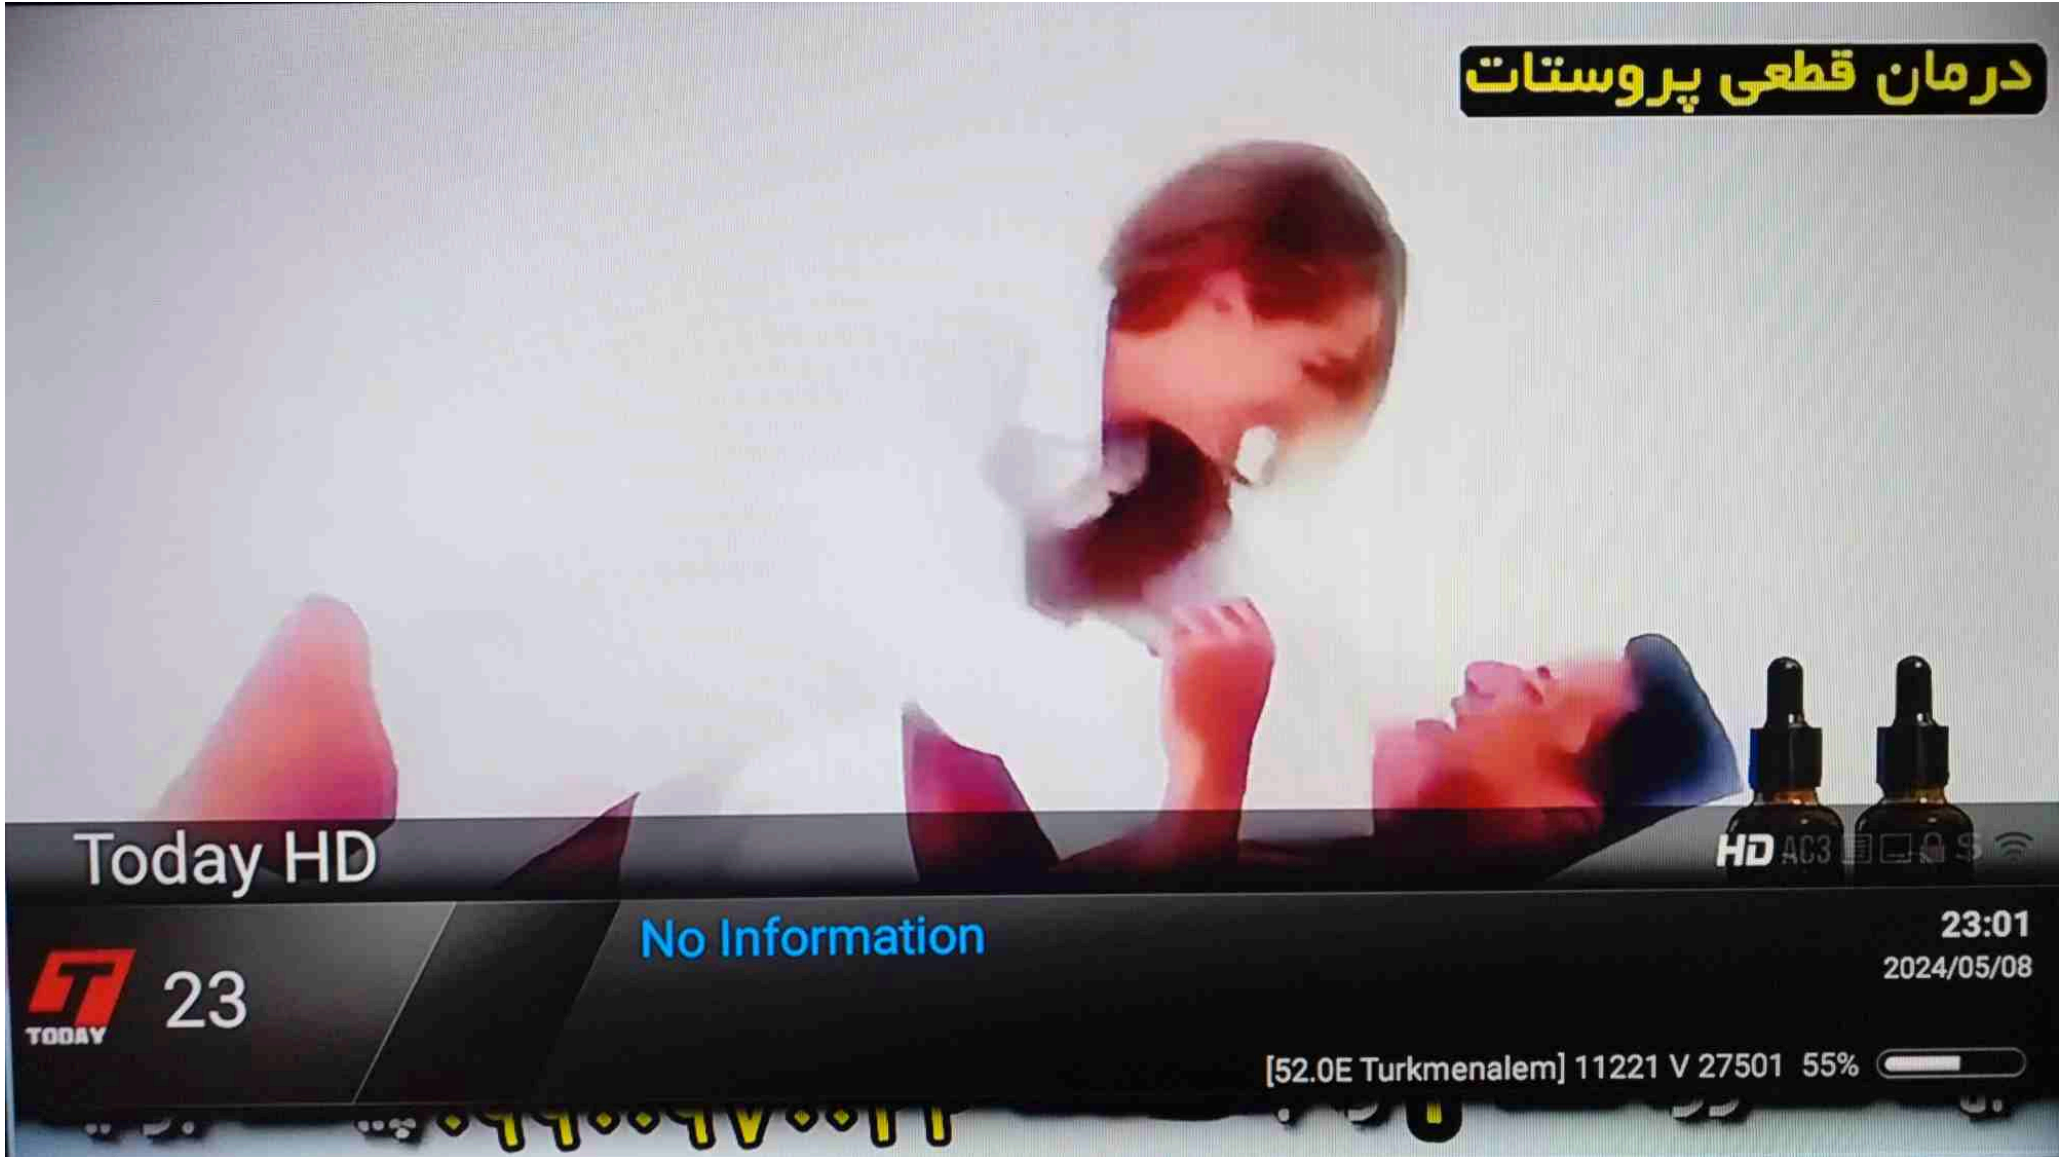 درمان قطعی پروستات
Today HD
HD AC3 S
No Information
23:01
2024/05/08
TODAY
23
[52.0E Turkmenalem] 11221 V 27501 55%